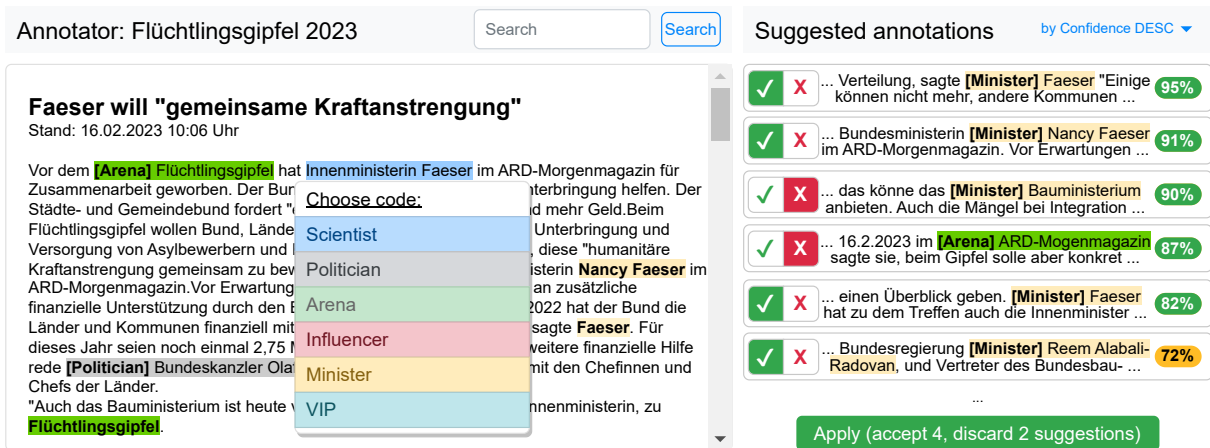 Annotator: Flüchtlingsgipfel 2023
Search
Search
Faeser will "gemeinsame Kraftanstrengung"
Stand: 16.02.2023 10:06 Uhr
Vor dem [Arena] Flüchtlingsgipfel hat Innenministerin Faeser im ARD-Morgenmagazin für
Zusammenarbeit geworben. Der Bun nterbringung helfen. Der
Städte- und Gemeindebund fordert "d mehr Geld.Beim
Flüchtlingsgipfel wollen Bund, Lände Unterbringung und
Versorgung von Asylbewerbern und , diese "humanitäre
Kraftanstrengung gemeinsam zu bew isterin Nancy Faeser im
ARD-Morgenmagazin.Vor Erwartung an zusätzliche
finanzielle Unterstützung durch den 2022 hat der Bund die
Länder und Kommunen finanziell mit sagte Faeser. Für
dieses Jahr seien noch einmal 2,75 weitere finanzielle Hilfe
rede [Politician] Bundeskanzler Ola mit den Chefinnen und
Chefs der Länder.
"Auch das Bauministerium ist heute nnenministerin, zu
Flüchtlingsgipfel.
Choose code:
Scientist
Politician
Arena
Influencer
Minister
VIP
Suggested annotations
by Confidence DESC
... Verteilung, sagte [Minister] Faeser "Einige
können nicht mehr, andere Kommunen ...
95%
... Bundesministerin [Minister] Nancy Faeser
im ARD-Morgenmagazin. Vor Erwartungen ...
91%
... das könne das [Minister] Bauministerium
anbieten. Auch die Mängel bei Integration ...
90%
... 16.2.2023 im [Arena] ARD-Mogenmagazin
sagte sie, beim Gipfel solle aber konkret ...
87%
... einen Überblick geben. [Minister] Faeser
hat zu dem Treffen auch die Innenminister ...
82%
... Bundesregierung [Minister] Reem Alabali-
Radovan, und Vertreter des Bundesbau- ...
72%
...
Apply (accept 4, discard 2 suggestions)